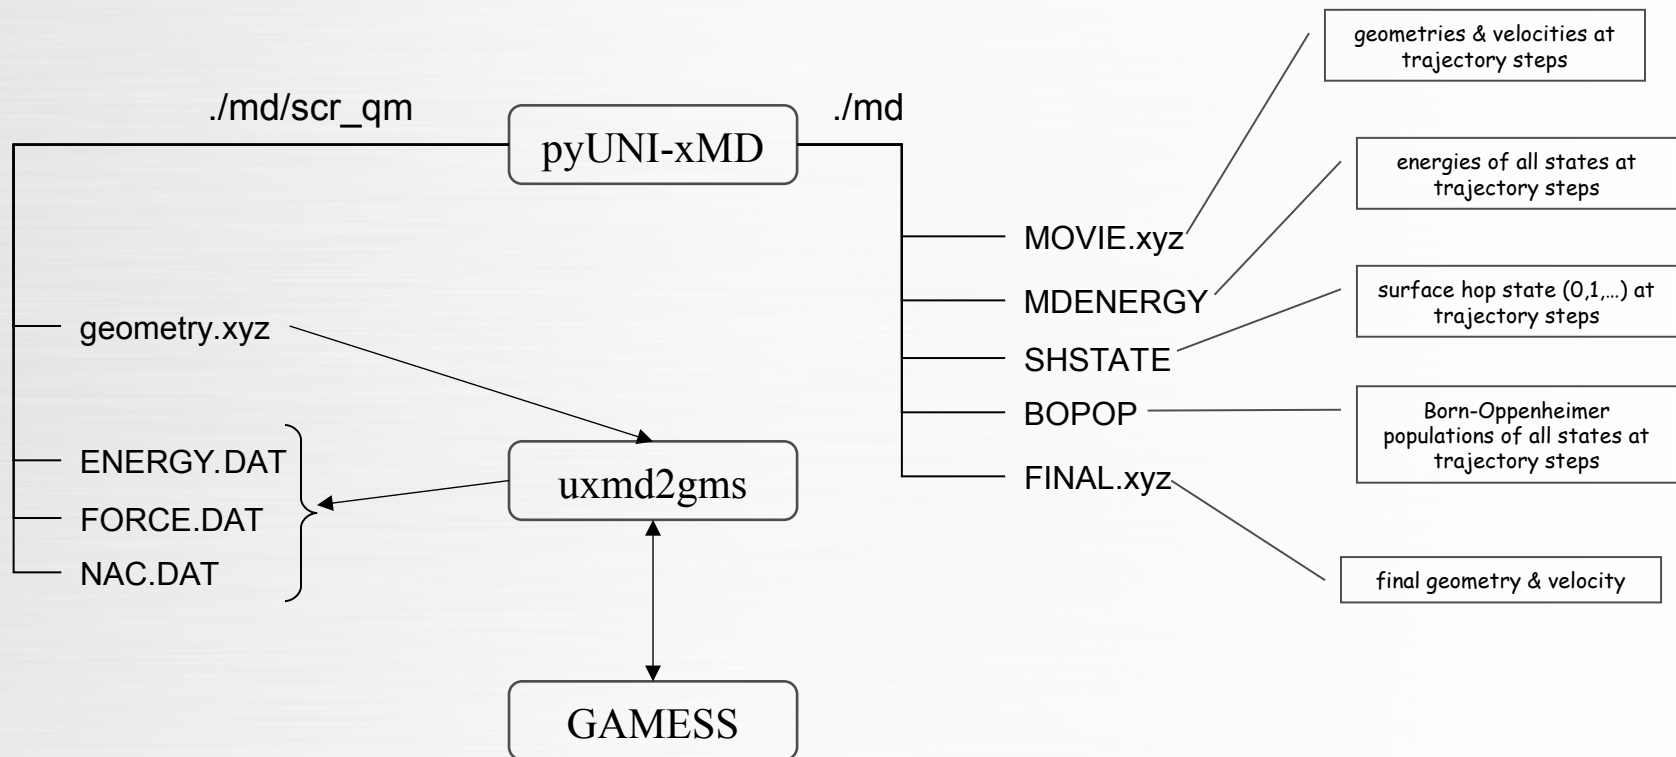 ./md/scr_qm
pyUNI-xMD
./md
geometry.xyz
ENERGY.DAT
FORCE.DAT
NAC.DAT
uxmd2gms
GAMESS
MOVIE.xyz
MDENERGY
SHSTATE
BOPOP
FINAL.xyz
geometries & velocities at
trajectory steps
energies of all states at
trajectory steps
surface hop state (0,1,…) at
trajectory steps
Born-Oppenheimer
populations of all states at
trajectory steps
final geometry & velocity